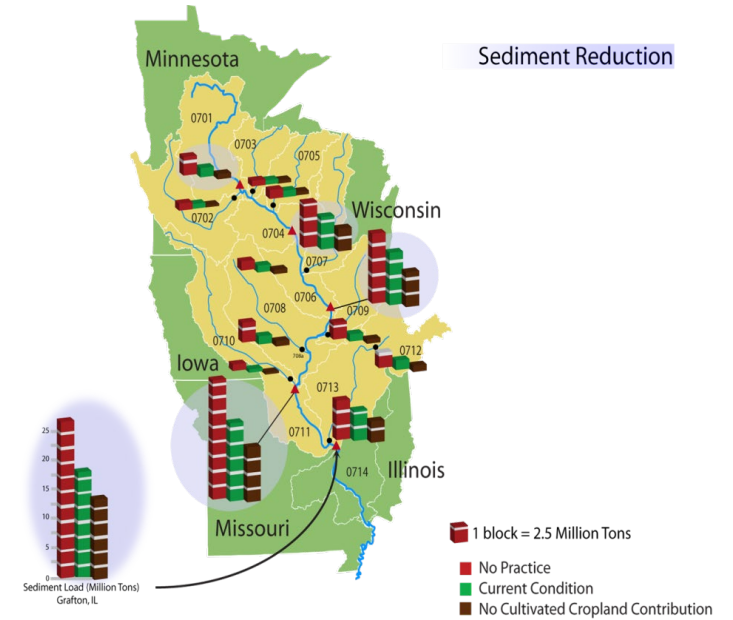 Sediment Reduction
Minnesota
0701
0703
0705
0702
Wisconsin
0704
0707
0706
0709
0708
0710
0712
Iowa
0713
0711
Illinois
0714
Missouri
25
20
15
10
5
0
Sediment Load (Million Tons)
Grafton, IL
1 block = 2.5 Million Tons
No Practice
Current Condition
No Cultivated Cropland Contribution